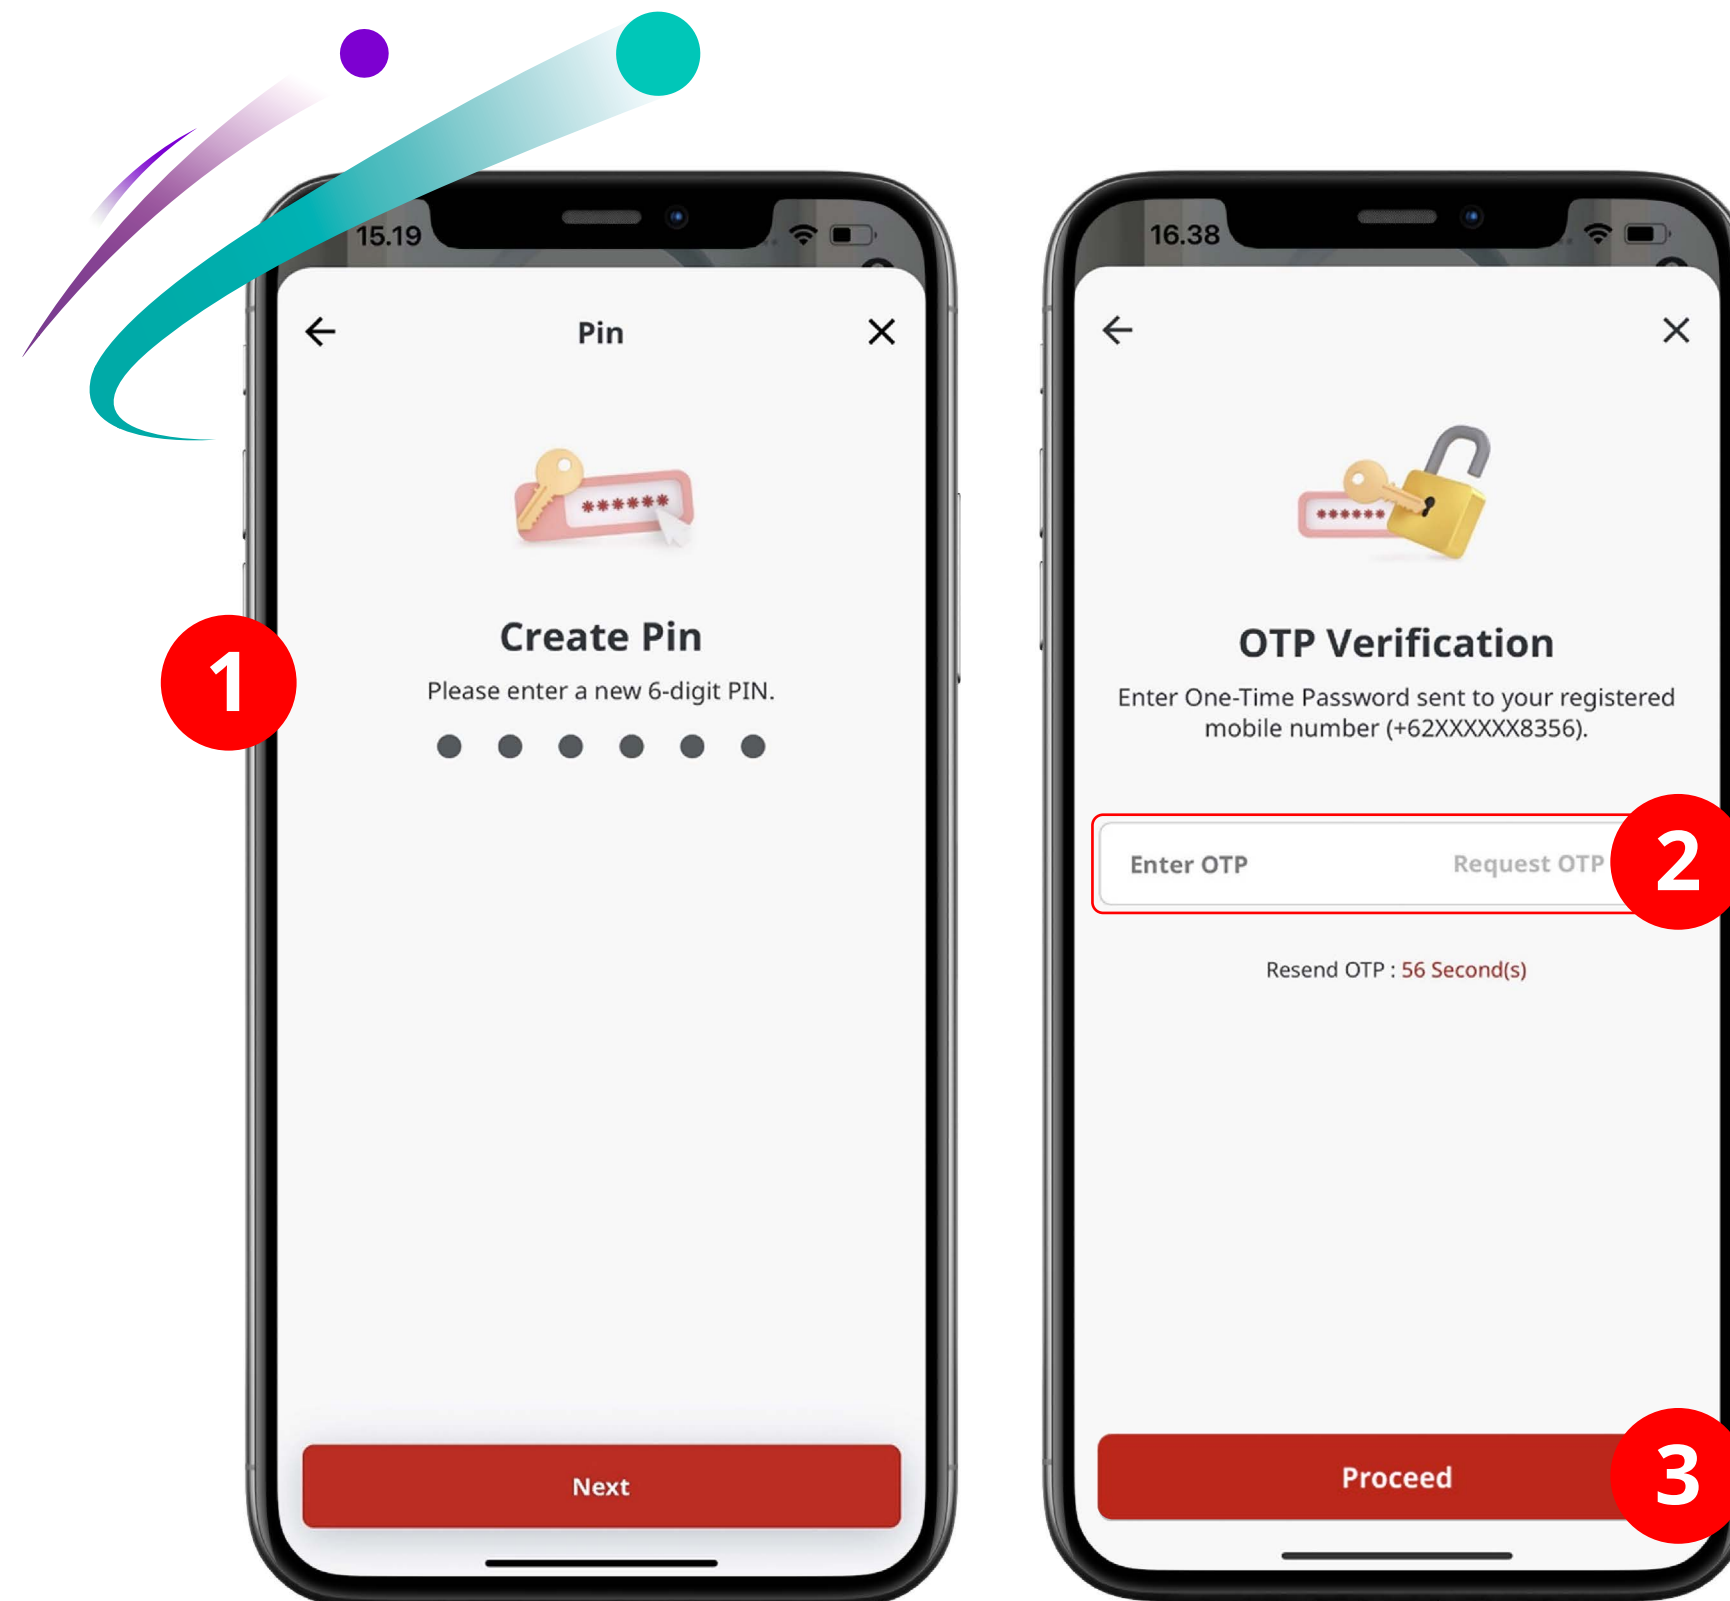 15.19
Pin
******
Create Pin
Please enter a new 6-digit PIN.
1
Next
16.38
******
OTP Verification
Enter One-Time Password sent to your registered
mobile number (+62XXXXXX8356).
Enter OTP
Request OTP
2
Resend OTP : 56 Second(s)
Proceed
3